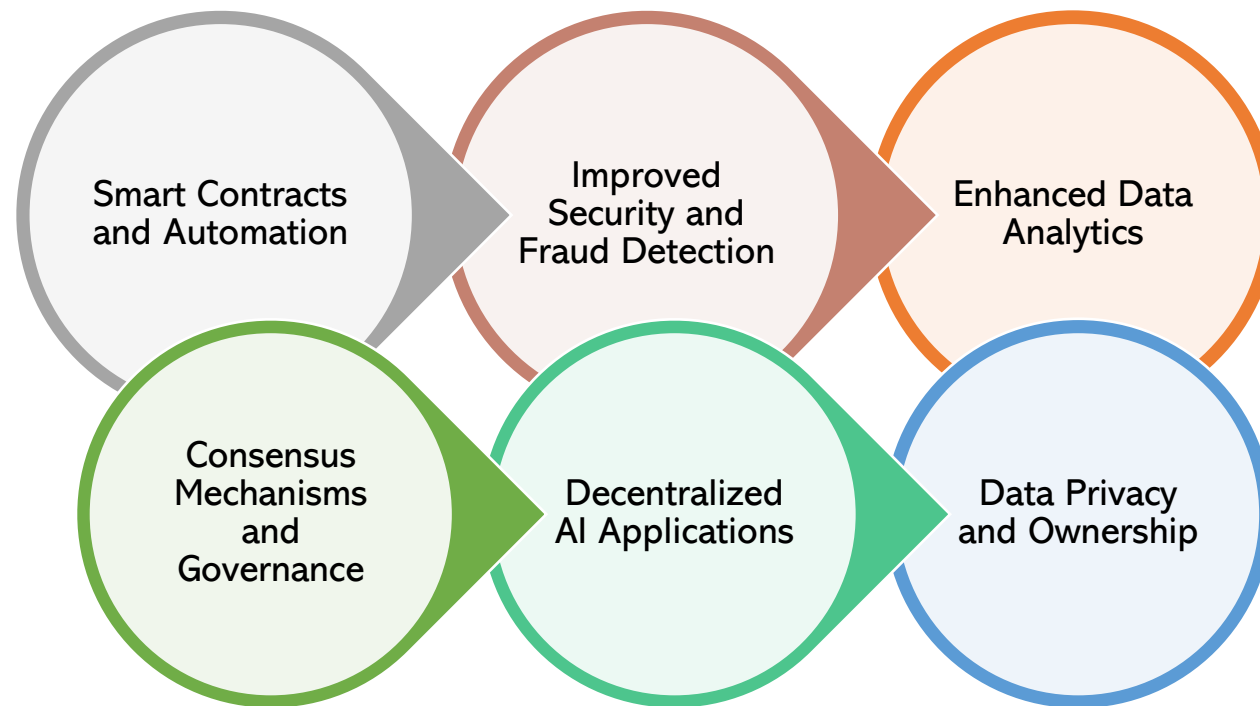 Smart Contracts
and Automation
Improved
Security and
Fraud Detection
Enhanced Data
Analytics
Consensus
Mechanisms
and
Governance
Decentralized
AI Applications
Data Privacy
and Ownership